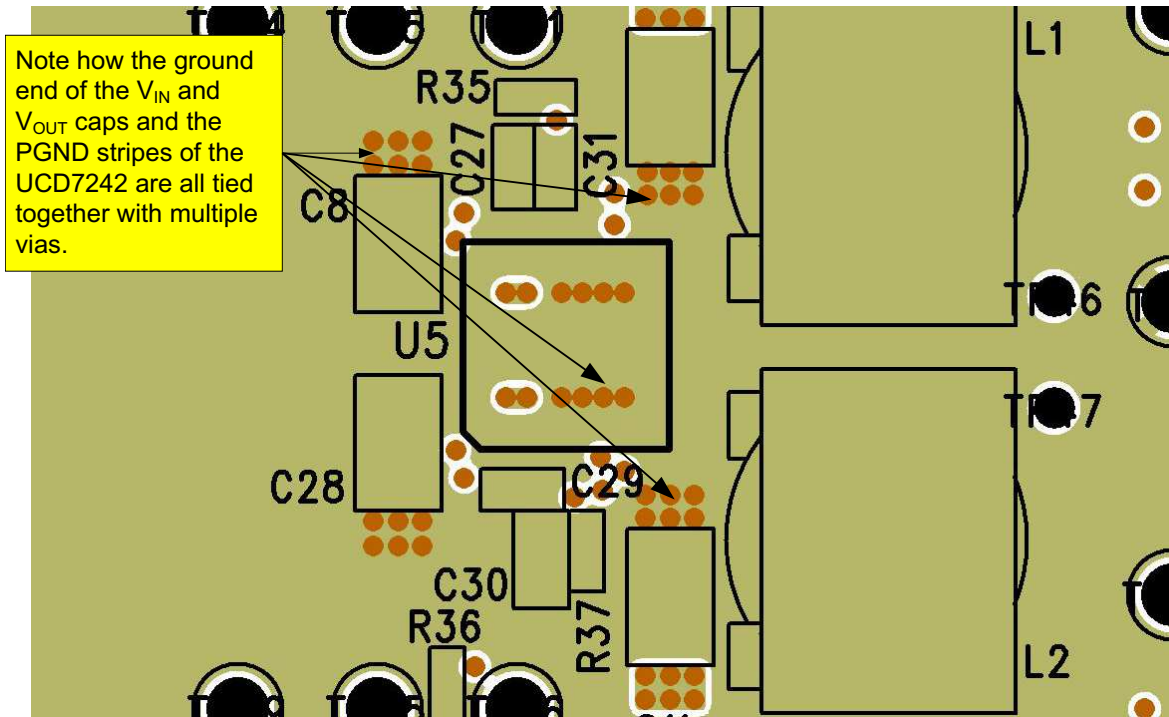 Note how the ground
end of the VIN and
VOUT caps and the
PGND stripes of the
UCD7242 are all tied
together with multiple
vias.
R35
L1
C27
C31
C8
U5
C28
C29
C30
R36
R37
L2